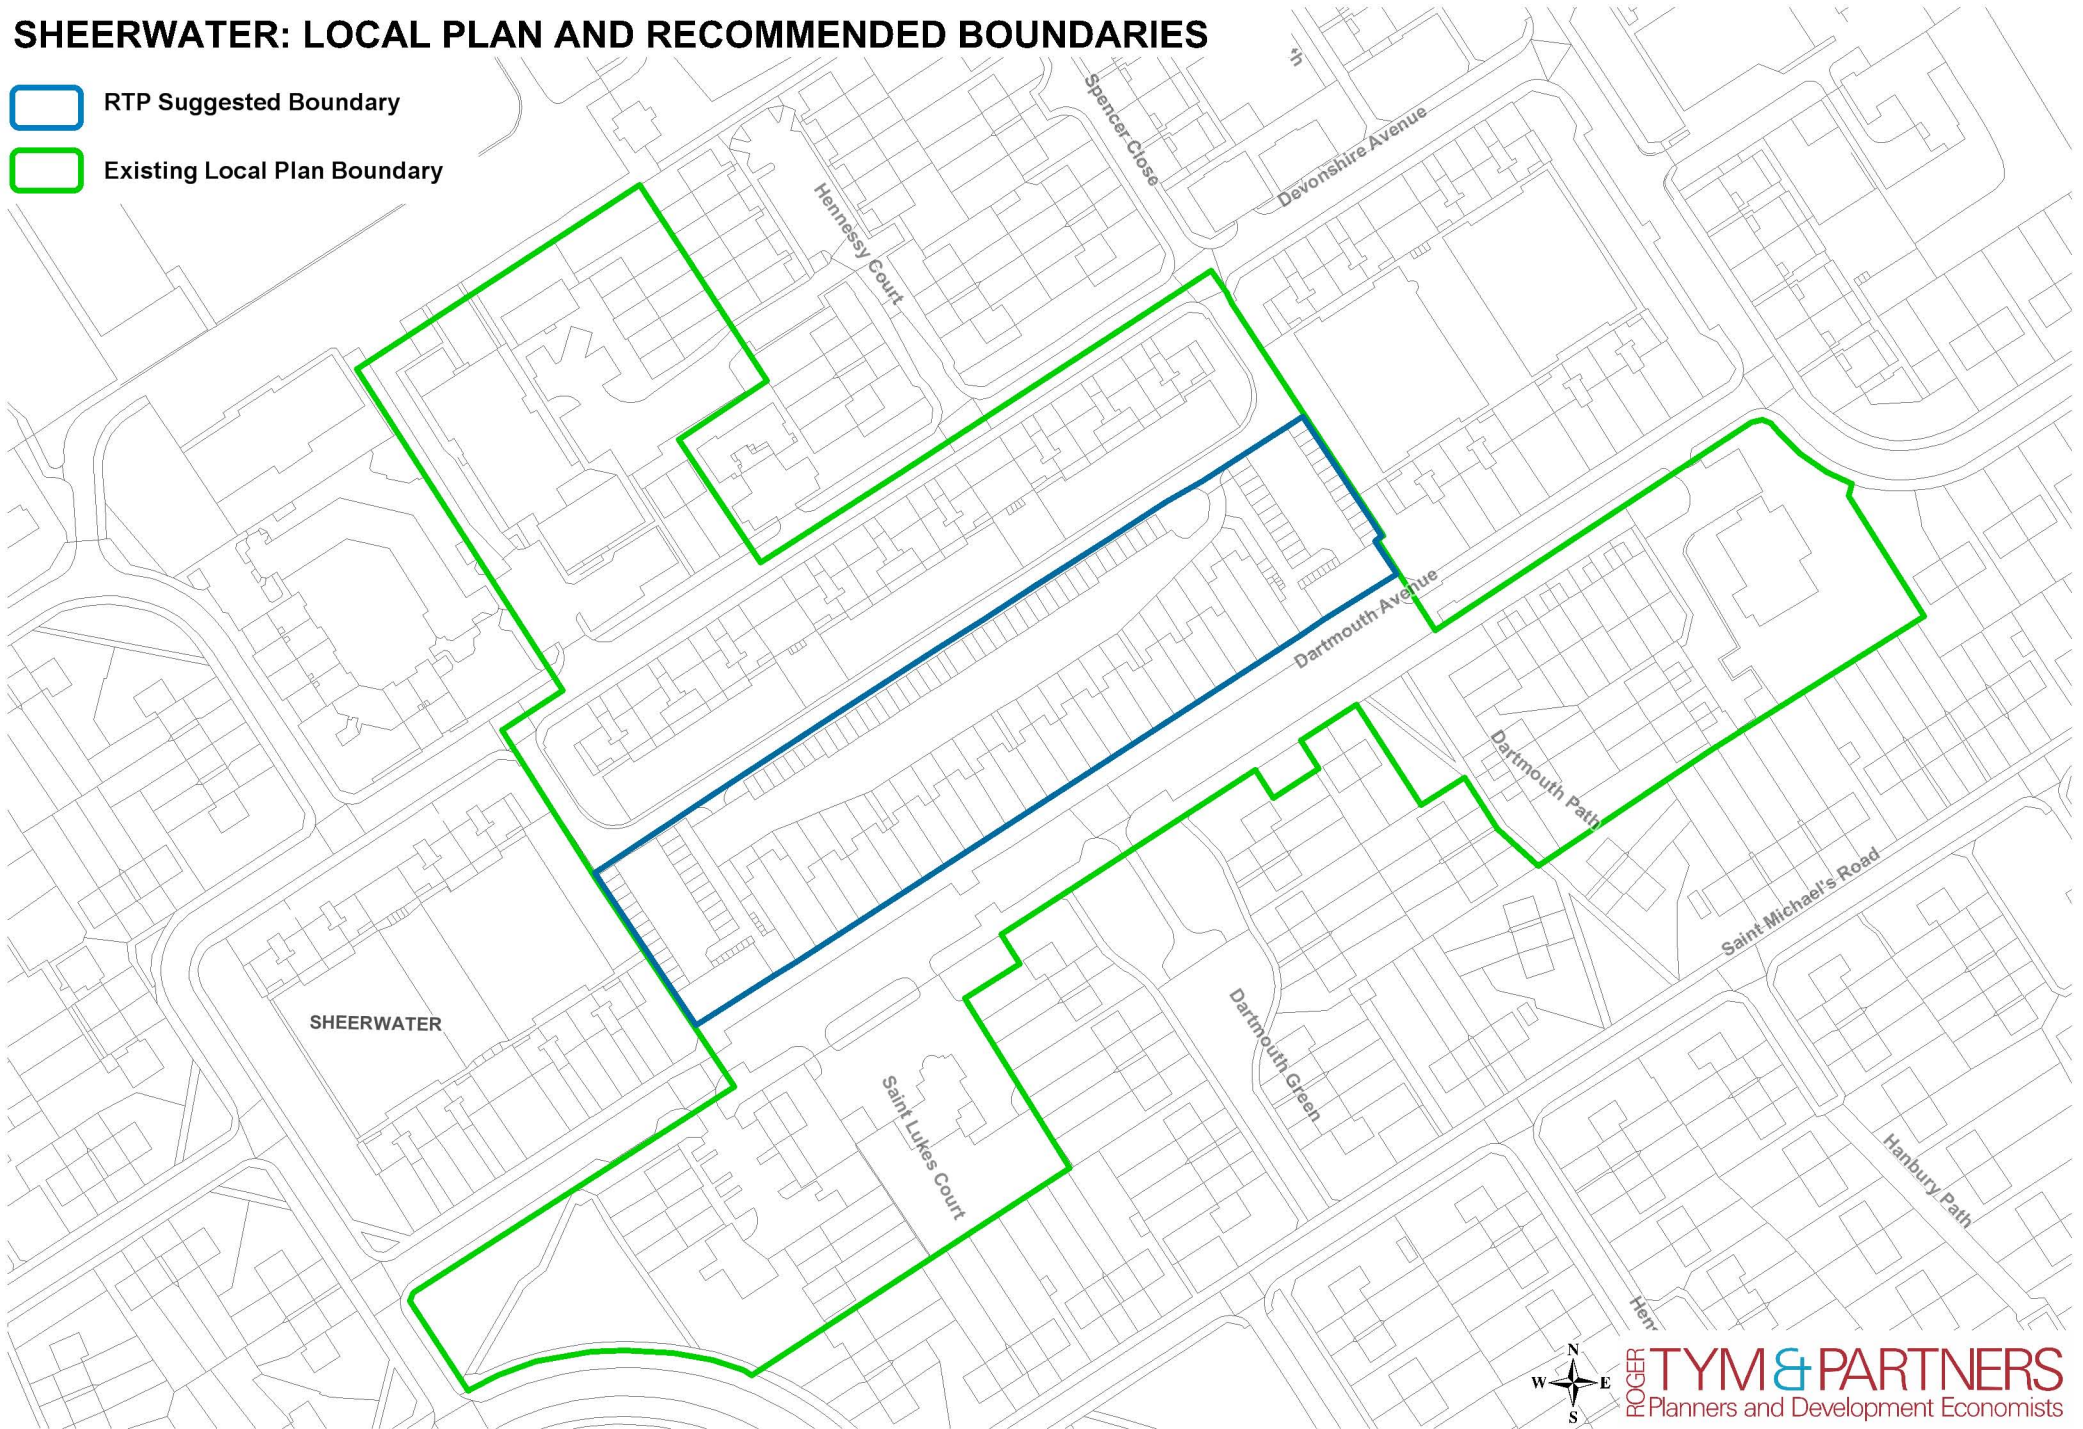 SHEERWATER: LOCAL PLAN AND RECOMMENDED BOUNDARIES
RTP Suggested Boundary
Existing Local Plan Boundary
th
Spencer Close
Devonshire Avenue
Hennessy Court
Dartmouth Avenue
Dartmouth Path
Saint Michael's Road
SHEERWATER
Dartmouth Green
Saint Lukes Court
Hanbury Path
Hens
N
W E
S
ROGER
TYM & PARTNERS
Planners and Development Economists